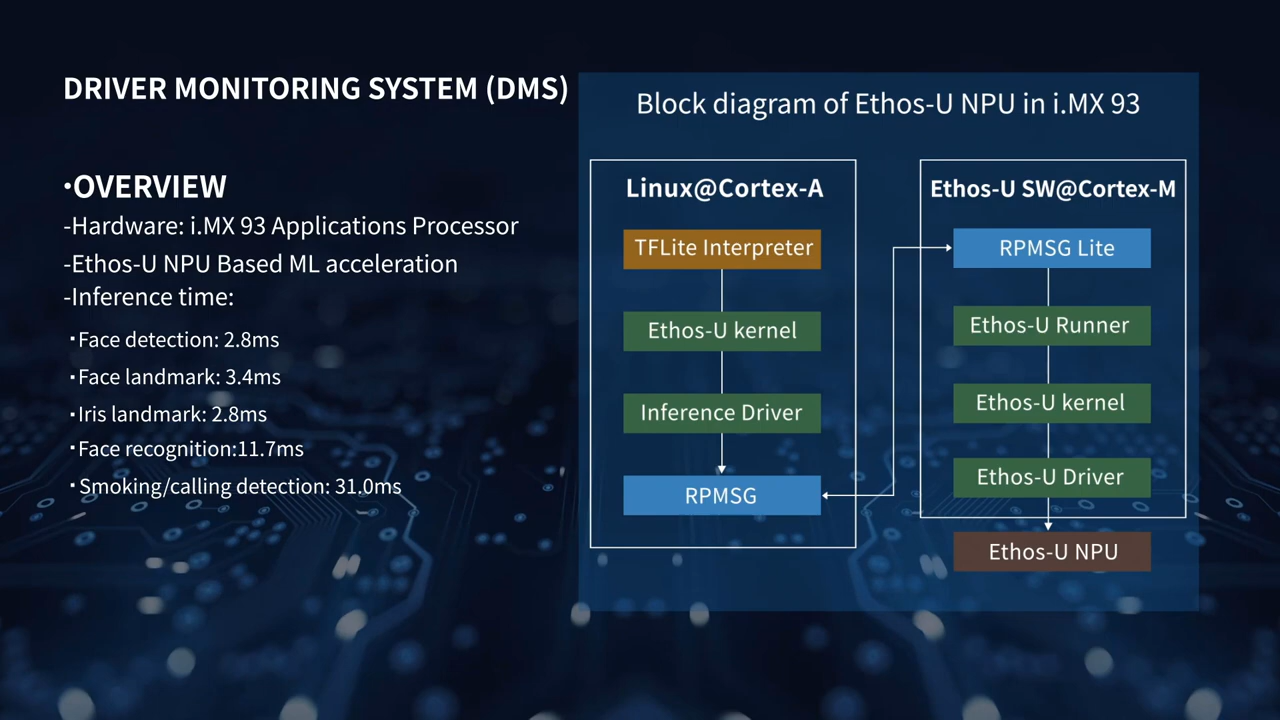 DRIVER MONITORING SYSTEM (DMS)
•OVERVIEW
-Hardware: i.MX 93 Applications Processor
-Ethos-U NPU Based ML acceleration
-Inference time:
▪Face detection: 2.8ms
▪Face landmark: 3.4ms
▪Iris landmark: 2.8ms
▪Face recognition:11.7ms
▪Smoking/calling detection: 31.0ms
Block diagram of Ethos-U NPU in i.MX 93
Linux@Cortex-A
TFLite Interpreter
Ethos-U kernel
Inference Driver
RPMSG
Ethos-U SW@Cortex-M
RPMSG Lite
Ethos-U Runner
Ethos-U kernel
Ethos-U Driver
Ethos-U NPU